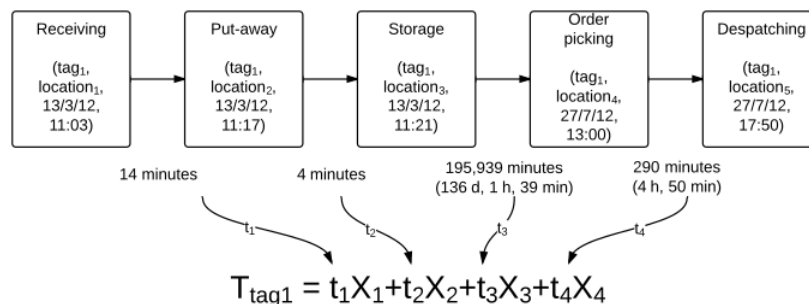 Receiving
(tag₁,
location₁,
13/3/12,
11:03)
Put-away
(tag₁,
location₂,
13/3/12,
11:17)
Storage
(tag₁,
location₃,
13/3/12,
11:21)
Order
picking
(tag₁,
location₄,
27/7/12,
13:00)
Despatching
(tag₁,
location₅,
27/7/12,
17:50)
14 minutes
4 minutes
195,939 minutes
(136 d, 1 h, 39 min)
290 minutes
(4 h, 50 min)
t₁
t₂
t₃
t₄
Ttag1 = t₁X₁+t₂X₂+t₃X₃+t₄X₄